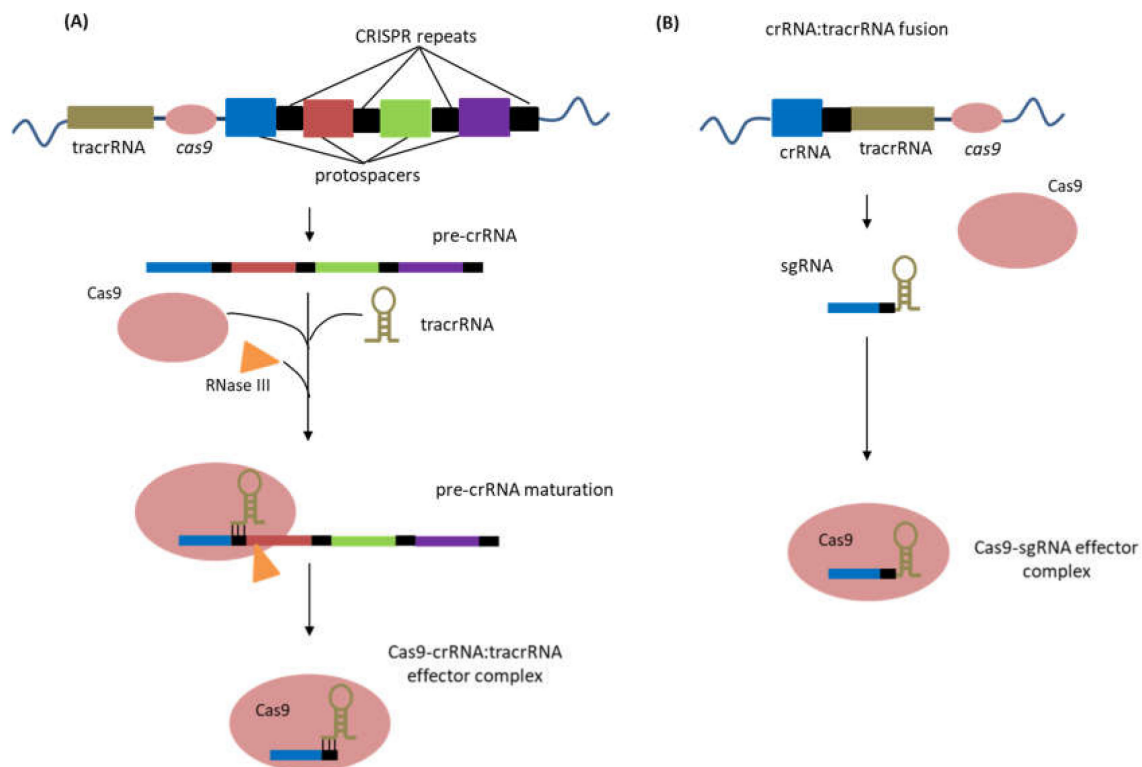 (A)
CRISPR repeats
tracrRNA
cas9
protospacers
pre-crRNA
Cas9
tracrRNA
RNase III
pre-crRNA maturation
Cas9-crRNA:tracrRNA
effector complex
Cas9
(B)
crRNA:tracrRNA fusion
crRNA
tracrRNA
cas9
Cas9
sgRNA
Cas9
Cas9-sgRNA effector
complex